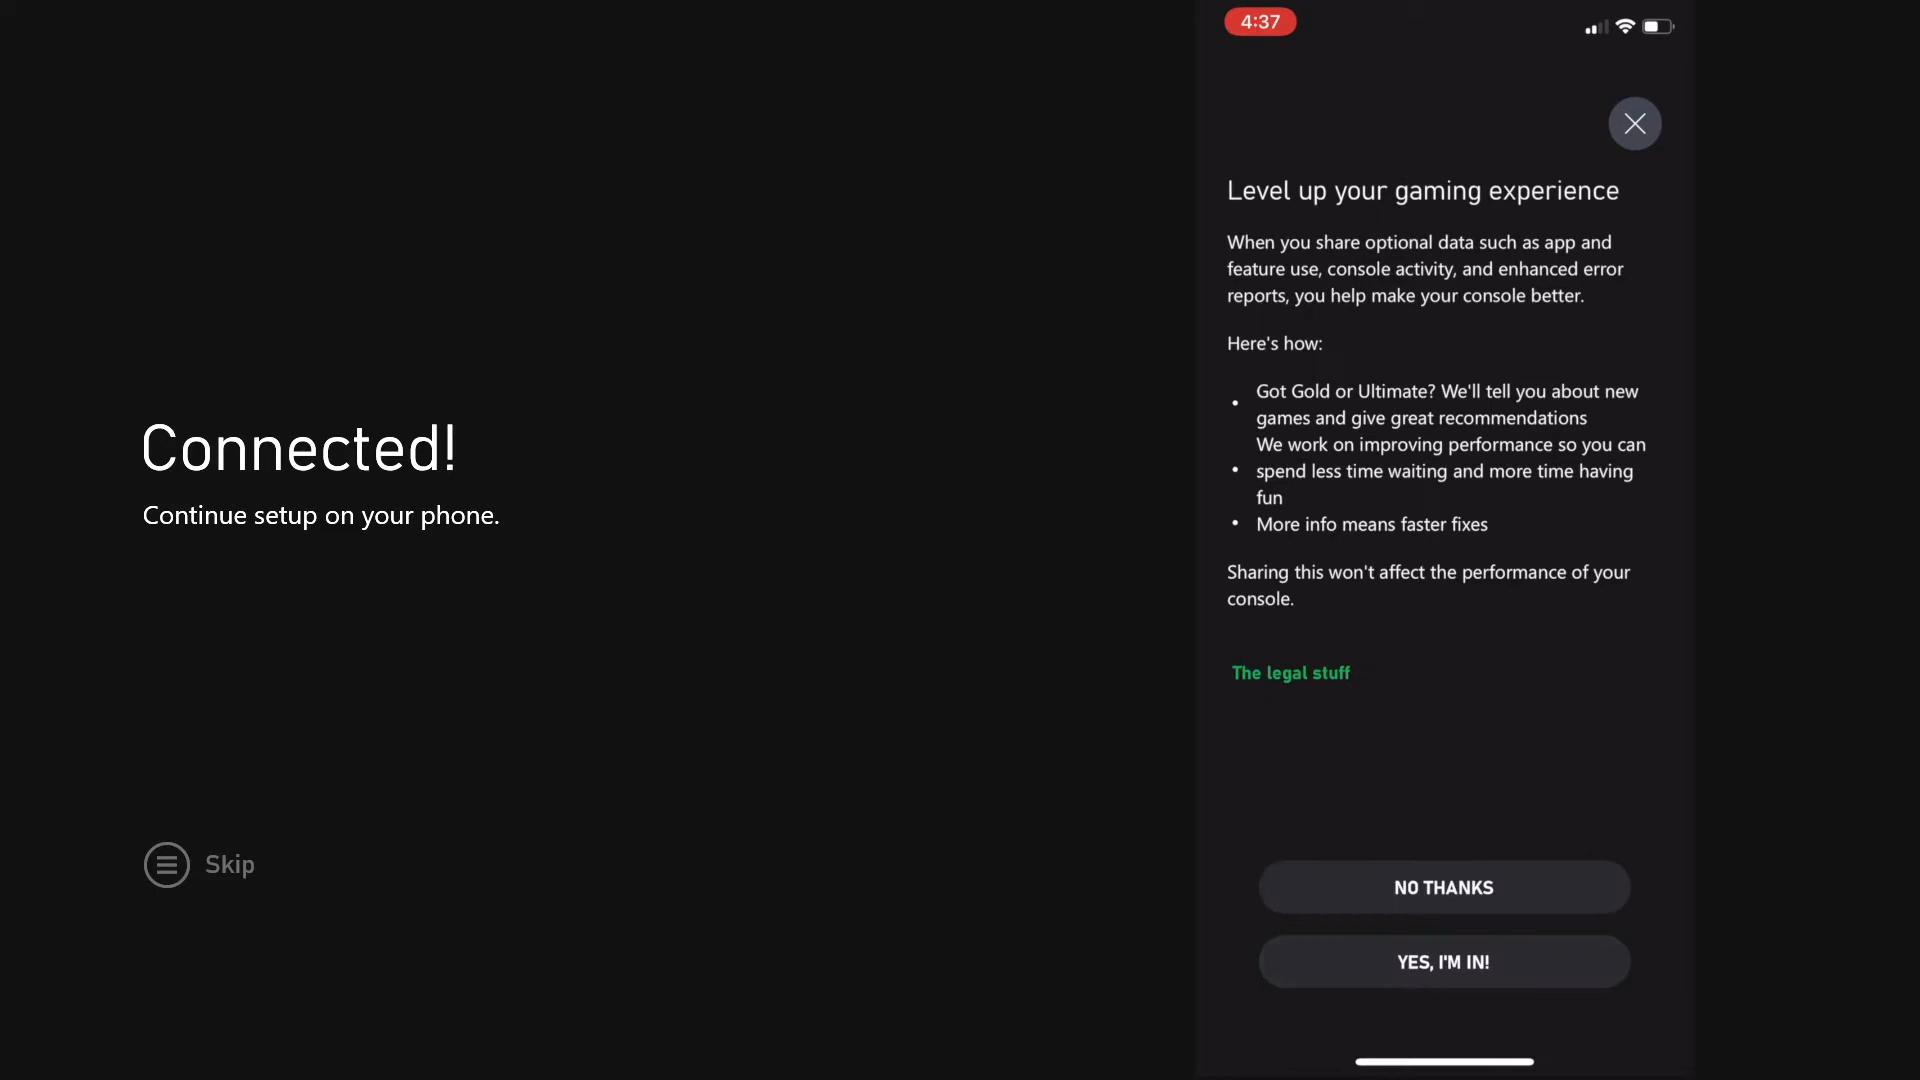 Connected!
Continue setup on your phone.
Skip
4:37
Level up your gaming experience
When you share optional data such as app and
feature use, console activity, and enhanced error
reports, you help make your console better.
Here's how:
• Got Gold or Ultimate? We'll tell you about new
games and give great recommendations
• We work on improving performance so you can
spend less time waiting and more time having
fun
• More info means faster fixes
Sharing this won't affect the performance of your
console.
The legal stuff
NO THANKS
YES, I'M IN!